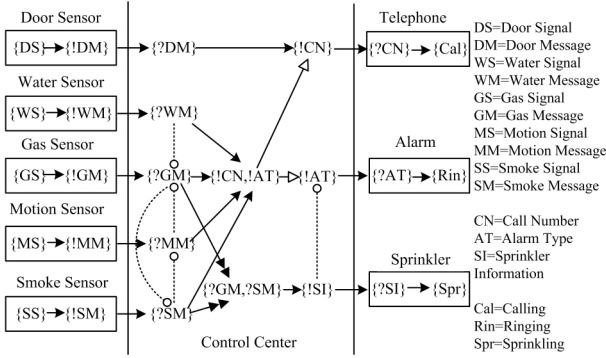 Door Sensor
{DS} {!DM}
Water Sensor
{WS} {!WM}
Gas Sensor
{GS} {!GM}
Motion Sensor
{MS} {!MM}
Smoke Sensor
{SS} {!SM}
{?DM} {!CN}
{?WM}
{?GM} {!CN,!AT} {!AT}
{?MM}
{?GM,?SM} {!SI}
{?SM}
Control Center
Telephone
{?CN} {Cal}
Alarm
{?AT} {Rin}
Sprinkler
{?SI} {Spr}
DS=Door Signal
DM=Door Message
WS=Water Signal
WM=Water Message
GS=Gas Signal
GM=Gas Message
MS=Motion Signal
MM=Motion Message
SS=Smoke Signal
SM=Smoke Message
CN=Call Number
AT=Alarm Type
SI=Sprinkler
Information
Cal=Calling
Rin=Ringing
Spr=Sprinkling